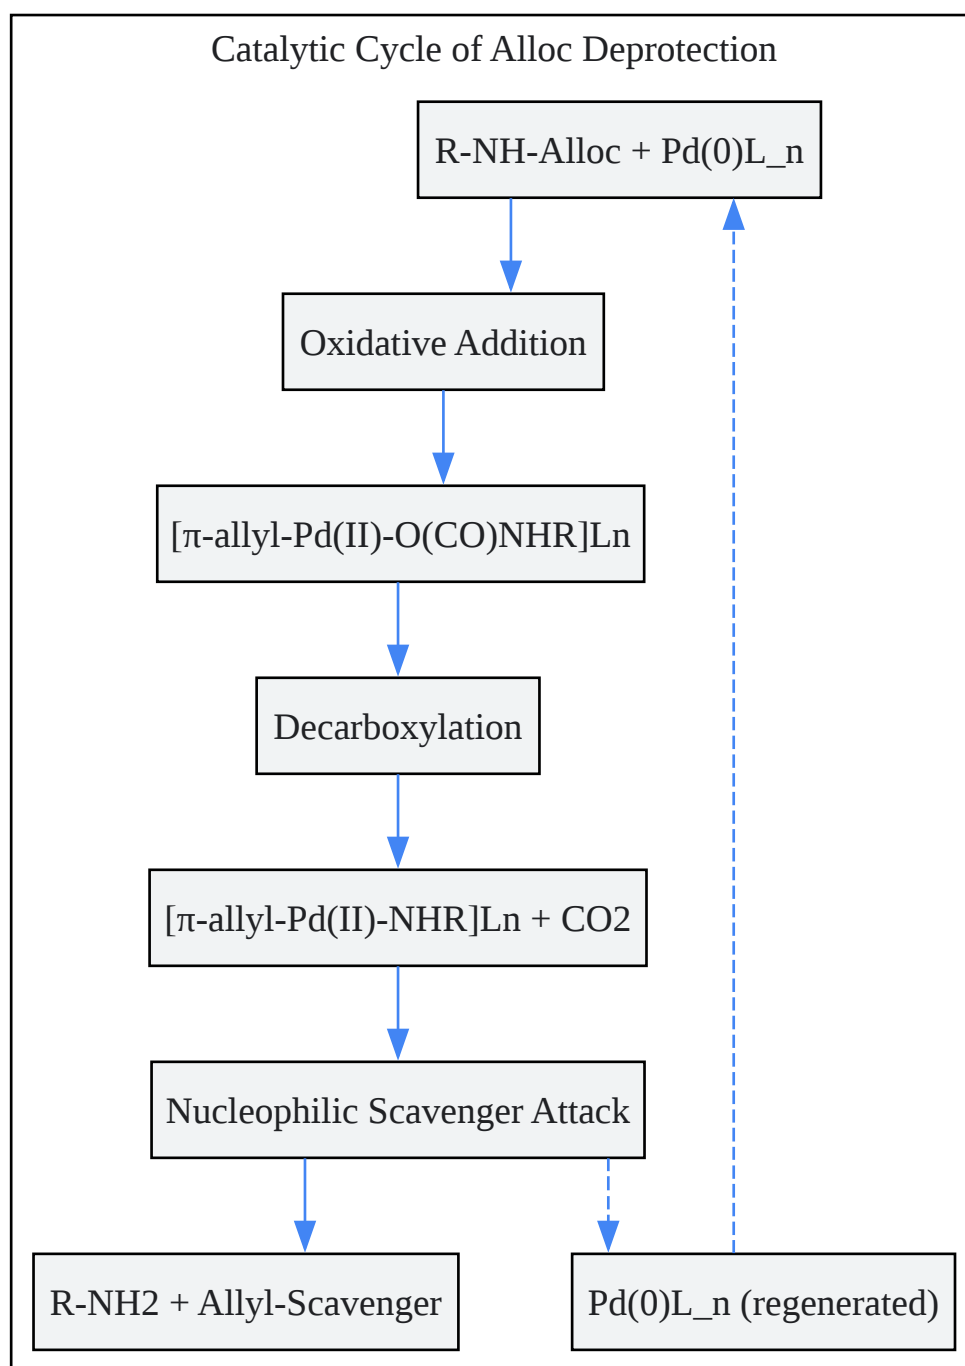 Catalytic Cycle of Alloc Deprotection
R-NH-Alloc + Pd(0)L_n
Oxidative Addition
[π-allyl-Pd(II)-O(CO)NHR]Ln
Decarboxylation
[π-allyl-Pd(II)-NHR]Ln + CO2
Nucleophilic Scavenger Attack
R-NH2 + Allyl-Scavenger
Pd(0)L_n (regenerated)